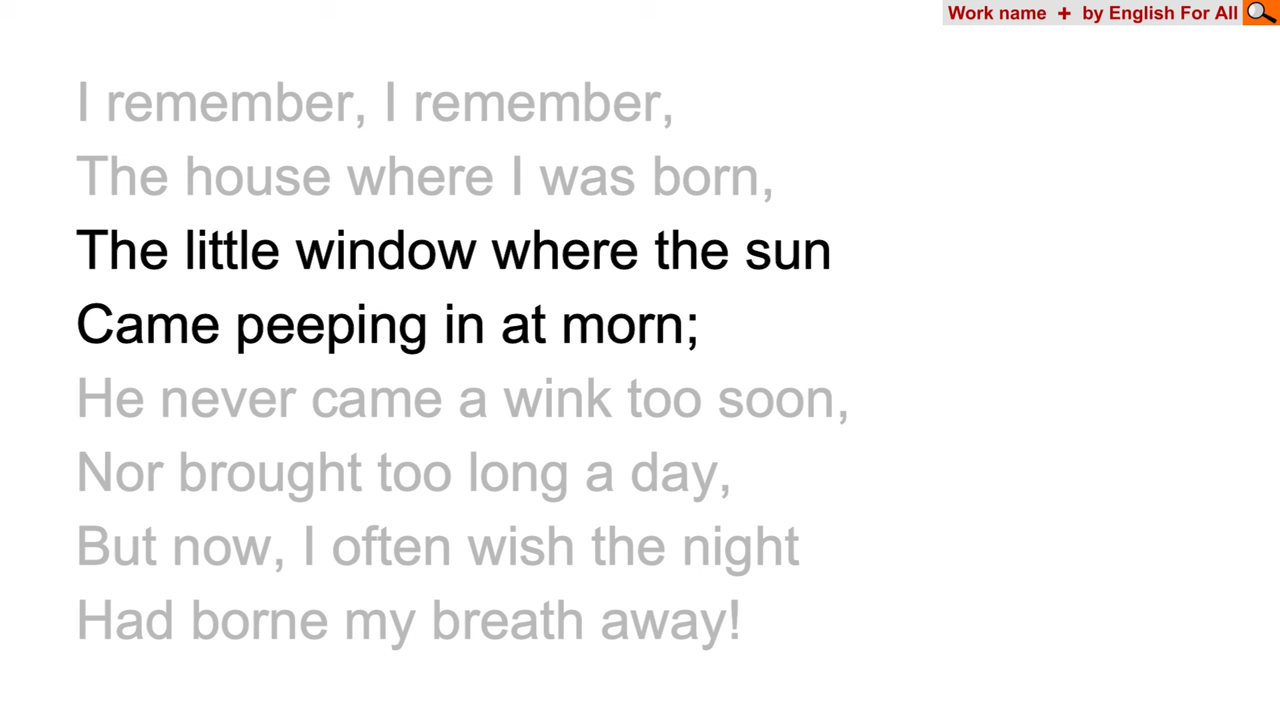 Work name + by English For All
I remember, I remember,
The house where I was born,
The little window where the sun
Came peeping in at morn;
He never came a wink too soon,
Nor brought too long a day,
But now, I often wish the night
Had borne my breath away!